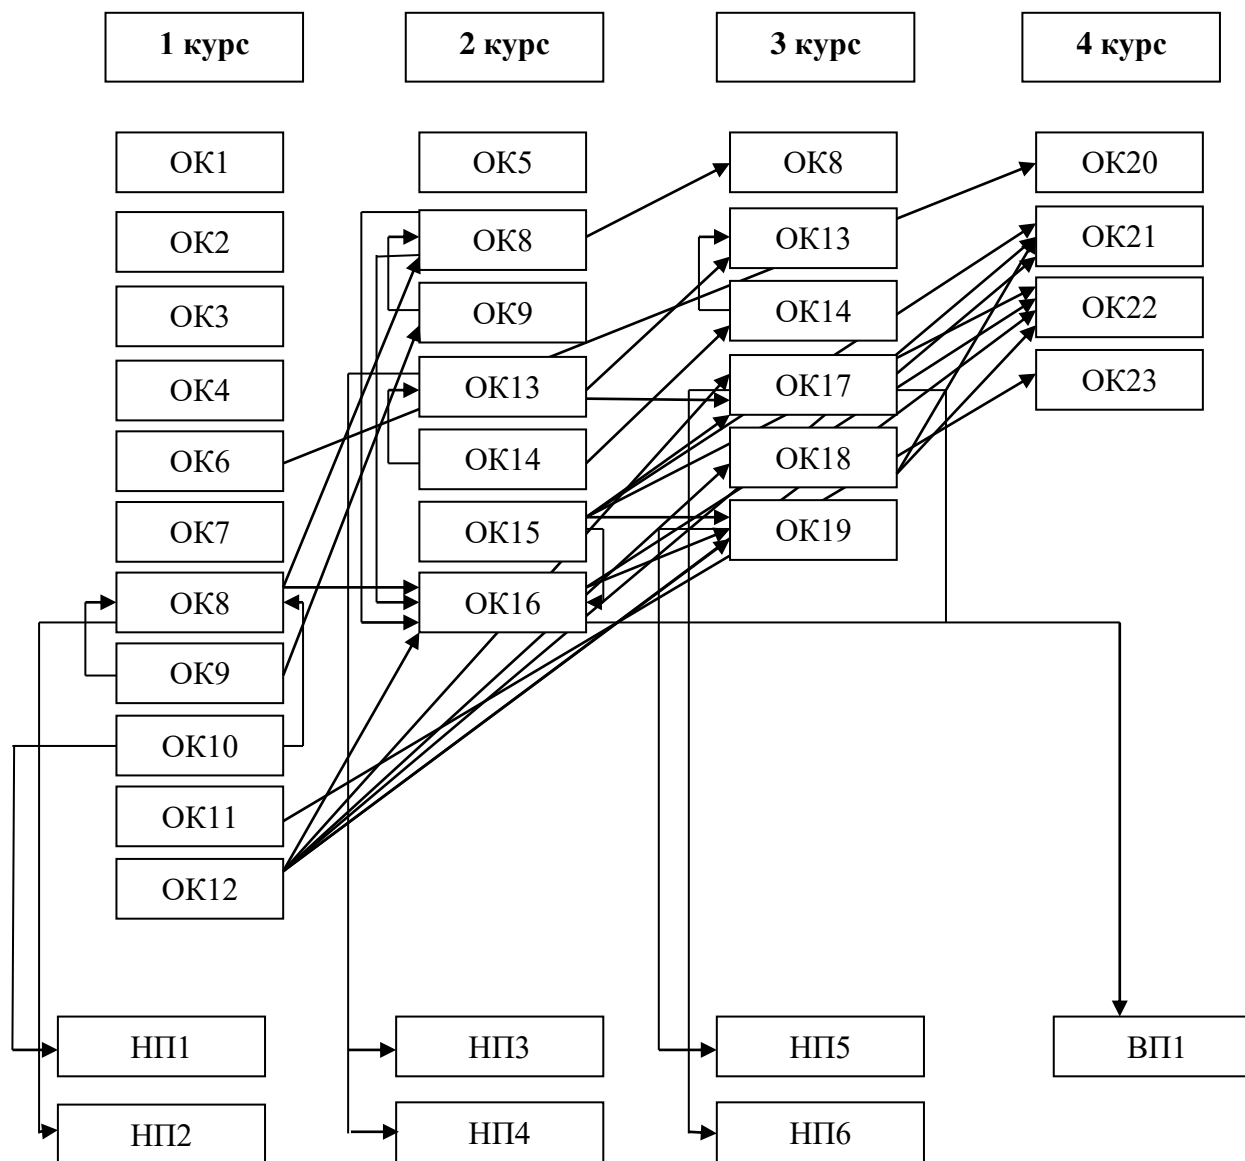 1 курс
2 курс
3 курс
4 курс
ОК1
ОК5
ОК8
ОК20
ОК2
ОК8
ОК13
ОК21
ОК3
ОК9
ОК14
ОК22
ОК4
ОК13
ОК17
ОК23
ОК6
ОК14
ОК18
ОК7
ОК15
ОК19
ОК8
ОК16
ОК9
ОК10
ОК11
ОК12
НП1
НП3
НП5
ВП1
НП2
НП4
НП6